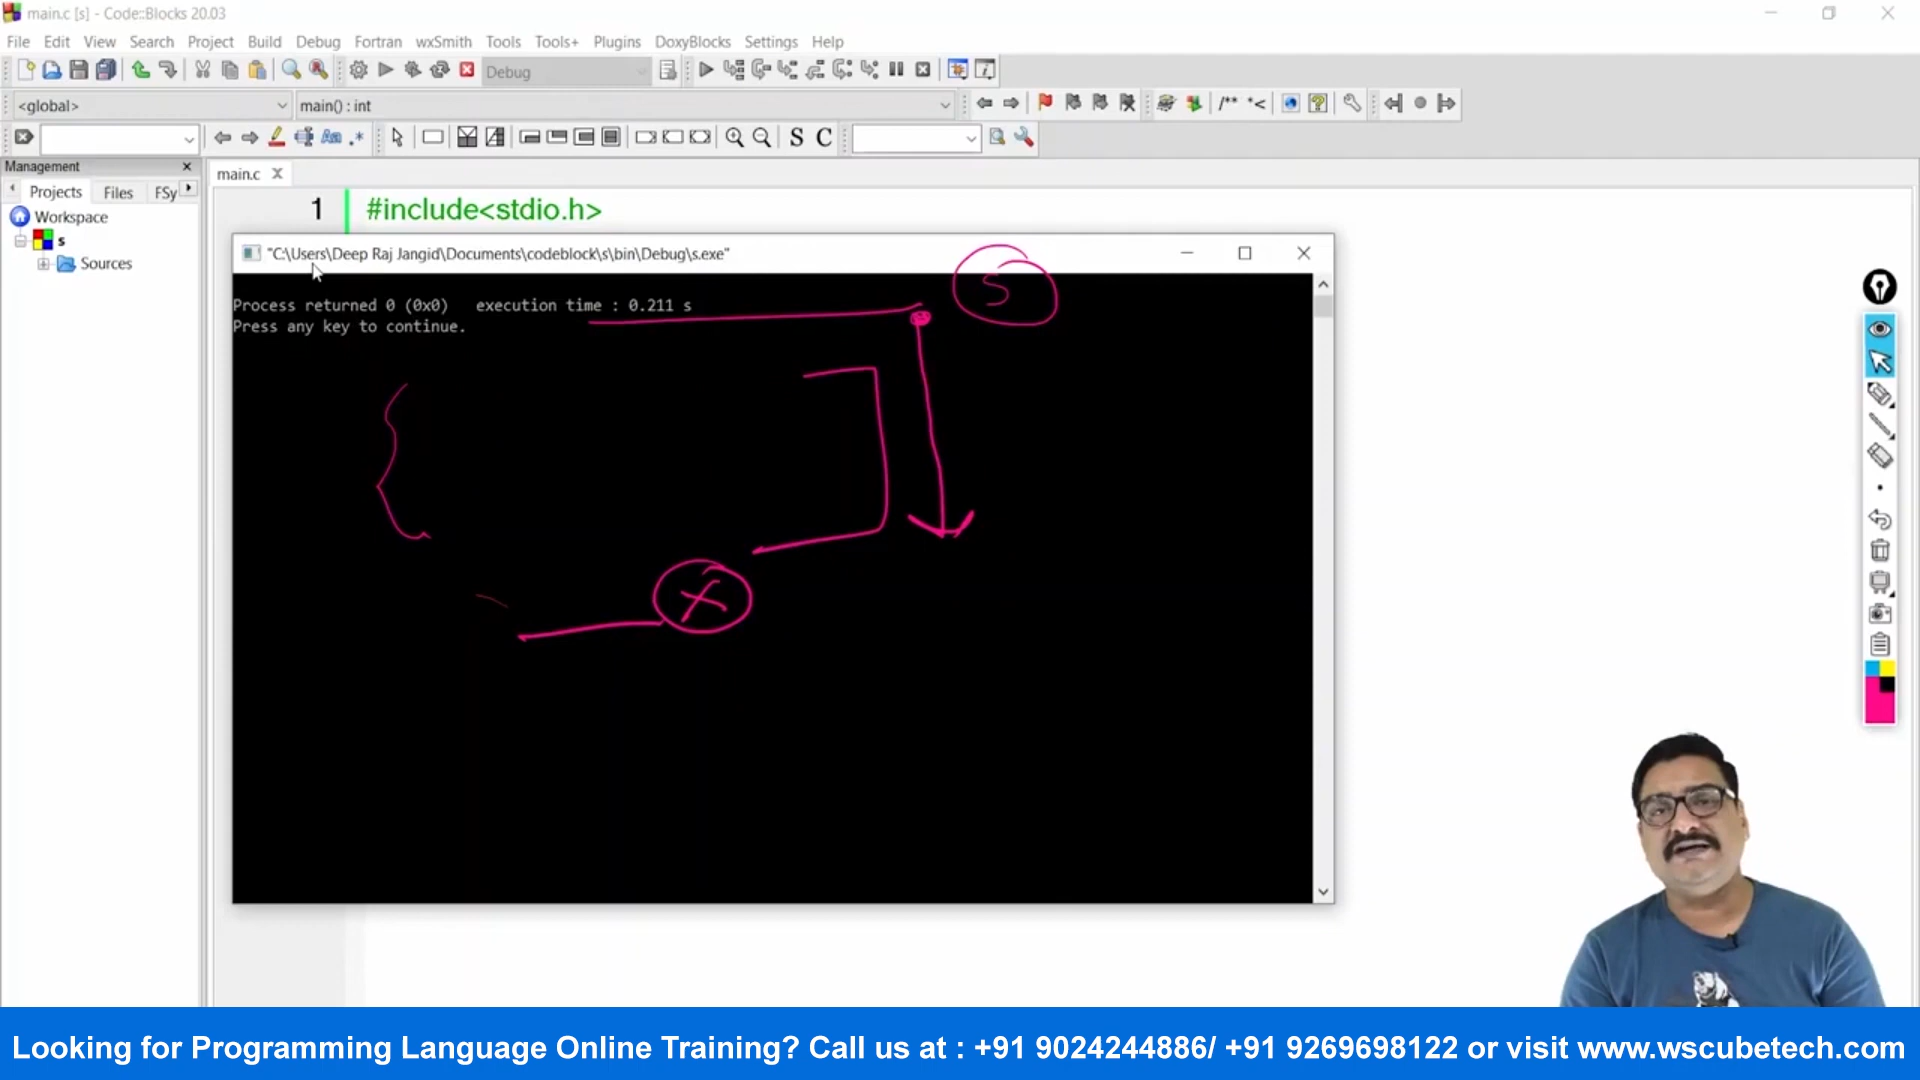 main.c [s] - Code::Blocks 20.03
File Edit View Search Project Build Debug Fortran wxSmith Tools Tools+ Plugins DoxyBlocks Settings Help
Debug
<global> main() : int /** *<
Aa .* S C
Management
main.c
Projects Files FSy
Workspace
s
Sources
1 #include<stdio.h>
"C:\Users\Deep Raj Jangid\Documents\codeblock\s\bin\Debug\s.exe"
S
Process returned 0 (0x0) execution time : 0.211 s
Press any key to continue.
X
Looking for Programming Language Online Training? Call us at : +91 9024244886/ +91 9269698122 or visit www.wscubetech.com